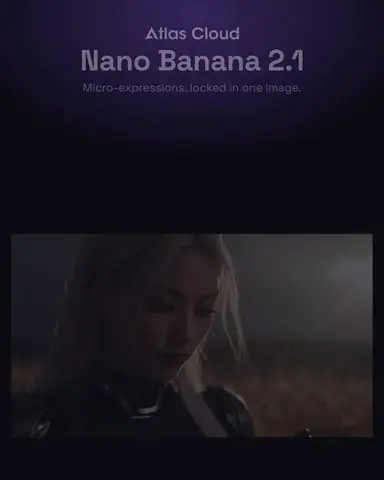 Atlas Cloud
Nano Banana 2.1
Micro-expressions, locked in one image.